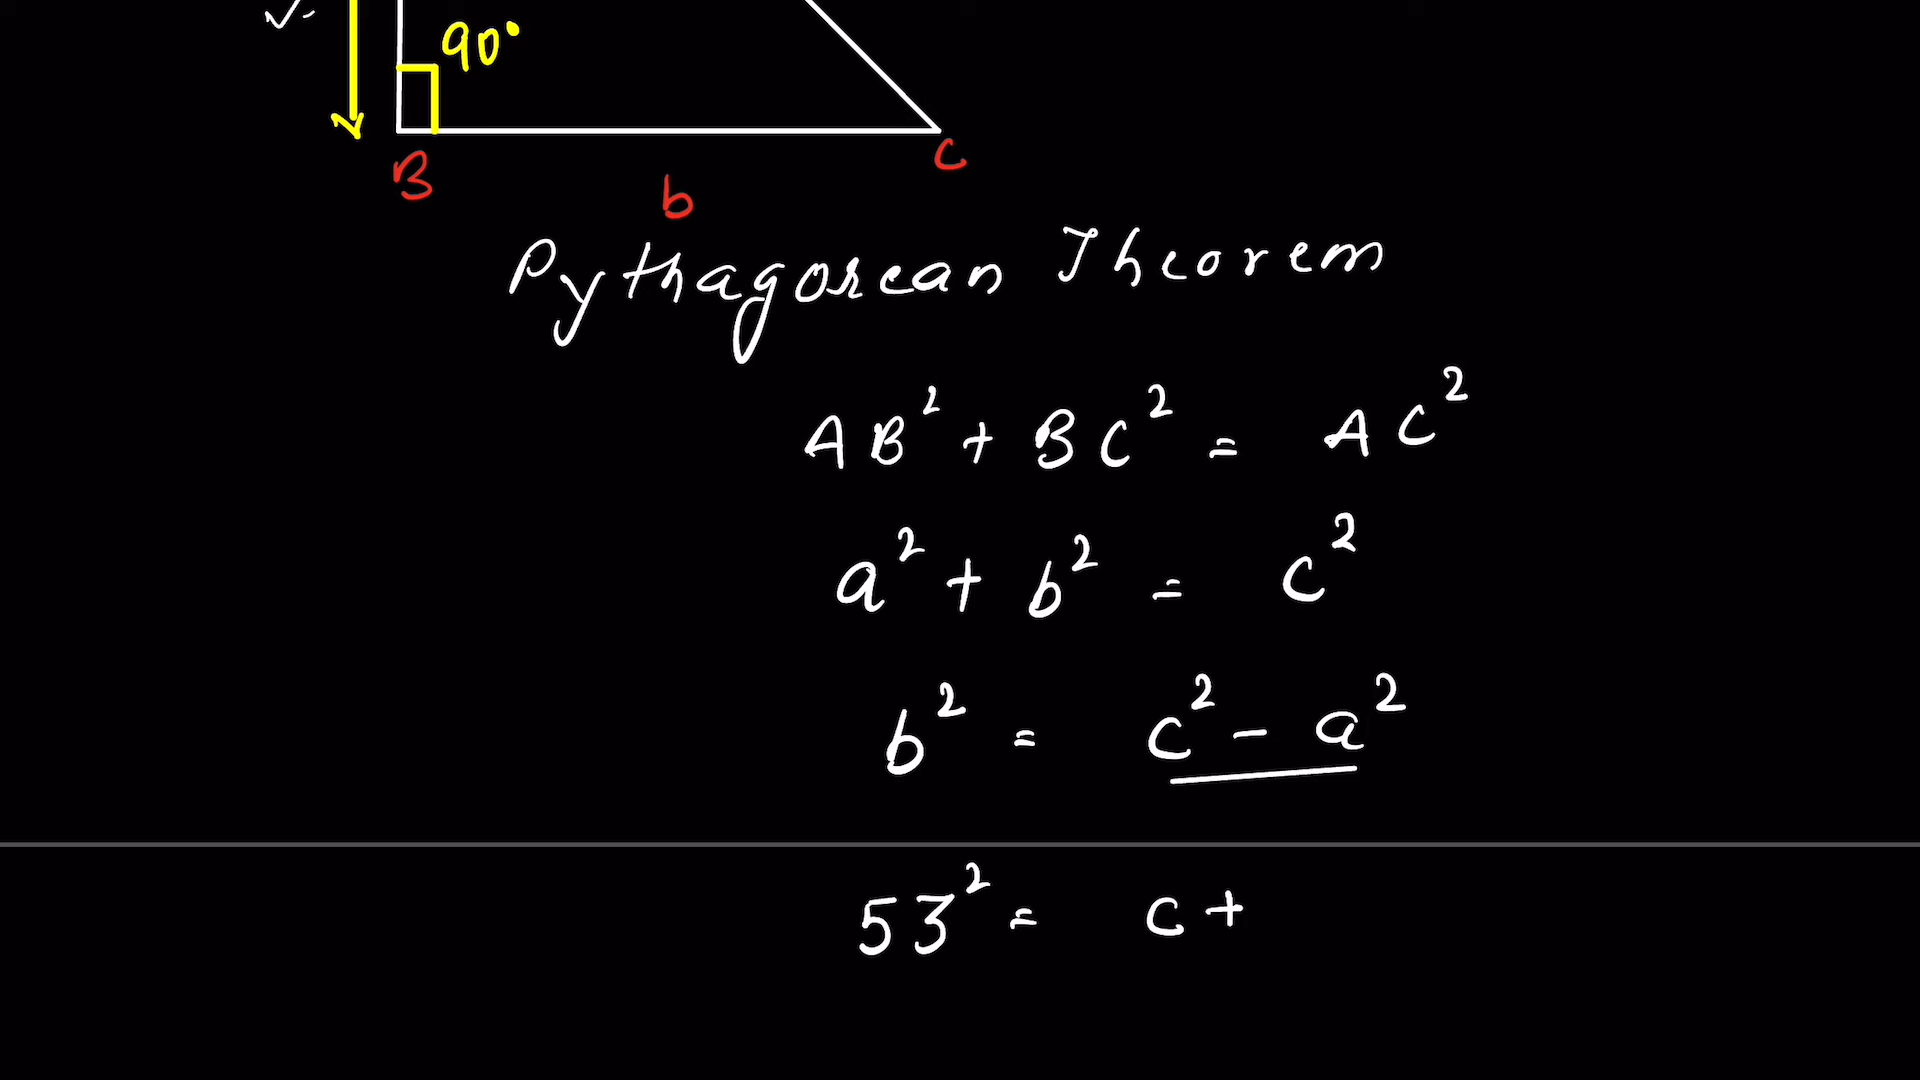 90°
B
C
b
Pythagorean Theorem
AB² + BC² = AC²
a² + b² = c²
b² = c² - a²
53² = c +